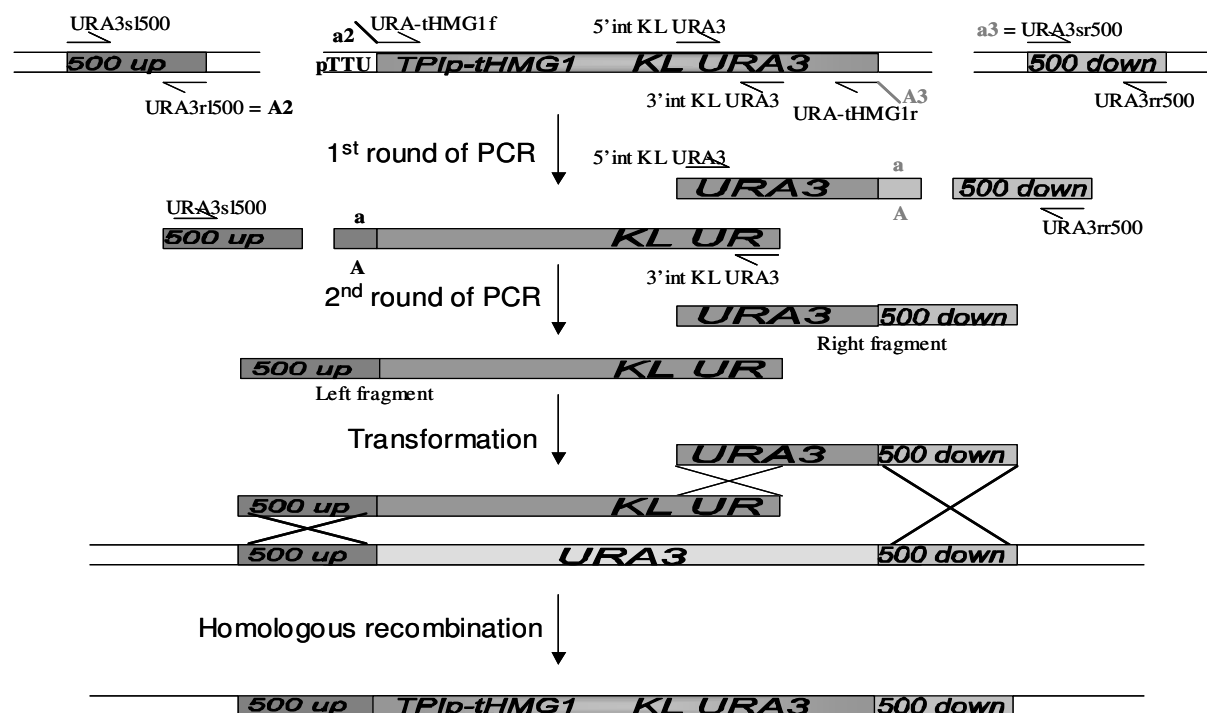 URA3sl500
500 up
URA3rl500 = A2
a2
URA-tHMG1f
5'int KL URA3
pTTU
TPIp-tHMG1
KL URA3
3'int KL URA3
A3
URA-tHMG1r
a3 = URA3sr500
500 down
URA3rr500
1st round of PCR
5'int KL URA3
URA3
a
A
500 down
URA3rr500
URA3sl500
500 up
a
A
KL UR
3'int KL URA3
2nd round of PCR
URA3
500 down
Right fragment
500 up
KL UR
Left fragment
Transformation
URA3
500 down
500 up
KL UR
500 up
URA3
500 down
Homologous recombination
500 up
TPIp-tHMG1
KL URA3
500 down